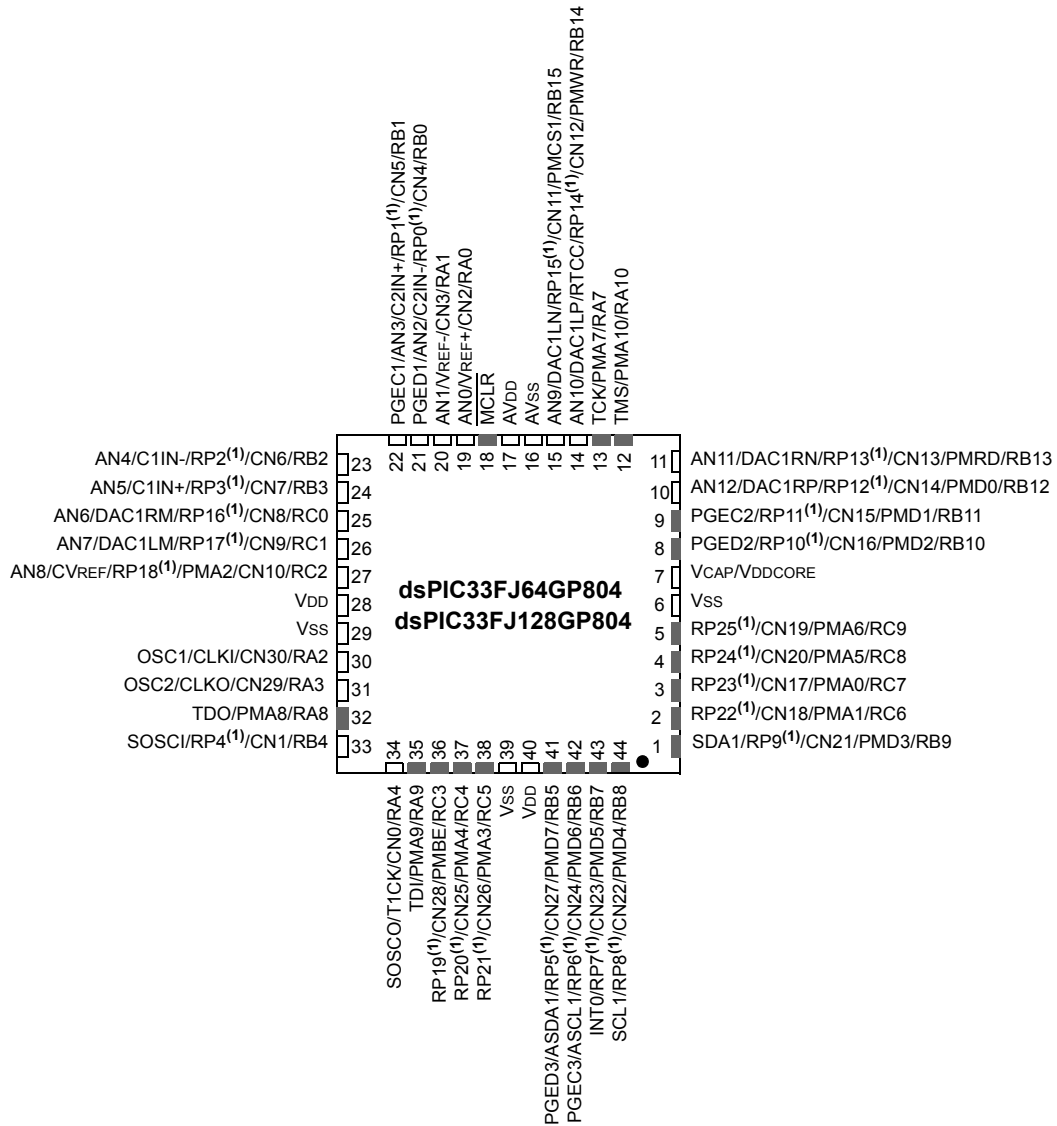 PGEC1/AN3/C2IN+/RP1(1)/CN5/RB1
PGED1/AN2/C2IN-/RP0(1)/CN4/RB0
AN1/VREF-/CN3/RA1
AN0/VREF+/CN2/RA0
MCLR
AVDD
AVSS
AN9/DAC1LN/RP15(1)/CN11/PMCS1/RB15
AN10/DAC1LP/RTCC/RP14(1)/CN12/PMWR/RB14
TCK/PMA7/RA7
TMS/PMA10/RA10
22 21 20 19 18 17 16 15 14 13 12
AN4/C1IN-/RP2(1)/CN6/RB2 23
AN5/C1IN+/RP3(1)/CN7/RB3 24
AN6/DAC1RM/RP16(1)/CN8/RC0 25
AN7/DAC1LM/RP17(1)/CN9/RC1 26
AN8/CVREF/RP18(1)/PMA2/CN10/RC2 27
VDD 28
VSS 29
OSC1/CLKI/CN30/RA2 30
OSC2/CLKO/CN29/RA3 31
TDO/PMA8/RA8 32
SOSCI/RP4(1)/CN1/RB4 33
dsPIC33FJ64GP804
dsPIC33FJ128GP804
11 AN11/DAC1RN/RP13(1)/CN13/PMRD/RB13
10 AN12/DAC1RP/RP12(1)/CN14/PMD0/RB12
9 PGEC2/RP11(1)/CN15/PMD1/RB11
8 PGED2/RP10(1)/CN16/PMD2/RB10
7 VCAP/VDDCORE
6 VSS
5 RP25(1)/CN19/PMA6/RC9
4 RP24(1)/CN20/PMA5/RC8
3 RP23(1)/CN17/PMA0/RC7
2 RP22(1)/CN18/PMA1/RC6
1 SDA1/RP9(1)/CN21/PMD3/RB9
34 35 36 37 38 39 40 41 42 43 44
SOSCO/T1CK/CN0/RA4
TDI/PMA9/RA9
RP19(1)/CN28/PMBE/RC3
RP20(1)/CN25/PMA4/RC4
RP21(1)/CN26/PMA3/RC5
VSS
VDD
PGED3/ASDA1/RP5(1)/CN27/PMD7/RB5
PGEC3/ASCL1/RP6(1)/CN24/PMD6/RB6
INT0/RP7(1)/CN23/PMD5/RB7
SCL1/RP8(1)/CN22/PMD4/RB8